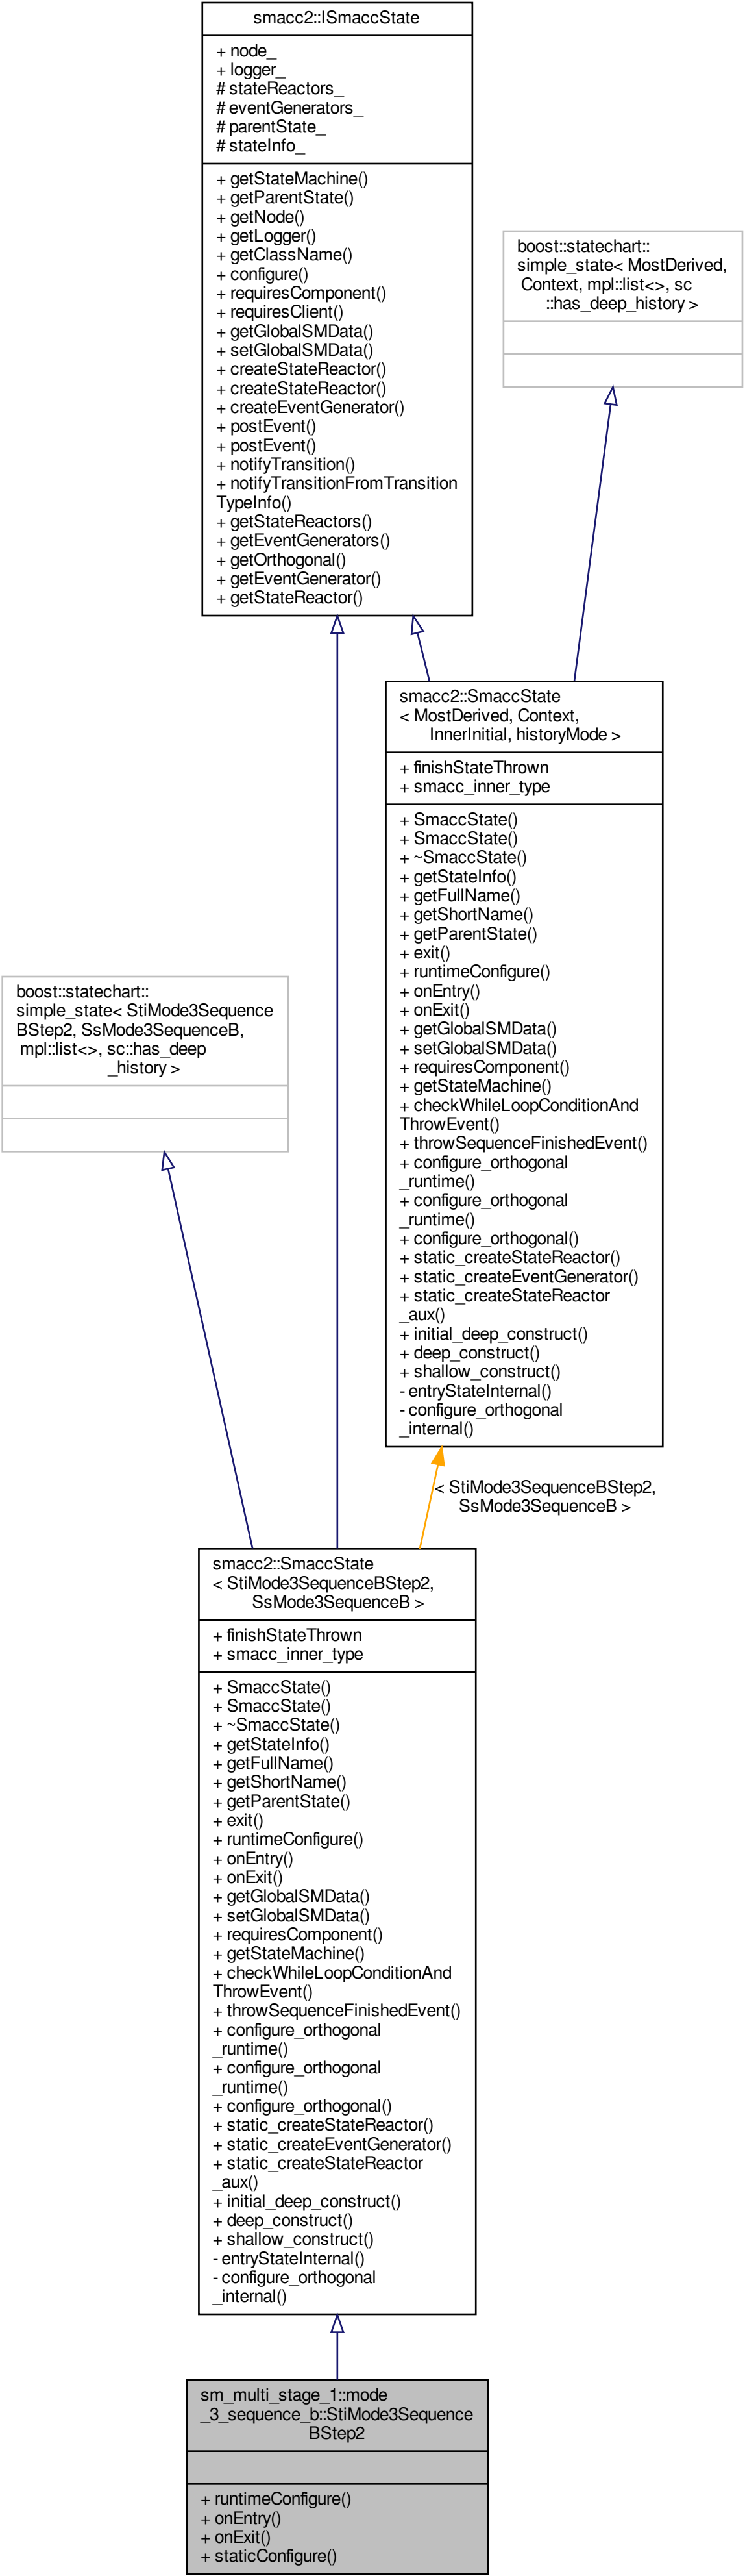 smacc2::ISmaccState
+ node_
+ logger_
# stateReactors_
# eventGenerators_
# parentState_
# stateInfo_
+ getStateMachine()
+ getParentState()
+ getNode()
+ getLogger()
+ getClassName()
+ configure()
+ requiresComponent()
+ requiresClient()
+ getGlobalSMData()
+ setGlobalSMData()
+ createStateReactor()
+ createStateReactor()
+ createEventGenerator()
+ postEvent()
+ postEvent()
+ notifyTransition()
+ notifyTransitionFromTransition
TypeInfo()
+ getStateReactors()
+ getEventGenerators()
+ getOrthogonal()
+ getEventGenerator()
+ getStateReactor()
boost::statechart::
simple_state< MostDerived,
Context, mpl::list<>, sc
::has_deep_history >
smacc2::SmaccState
< MostDerived, Context,
InnerInitial, historyMode >
+ finishStateThrown
+ smacc_inner_type
+ SmaccState()
+ SmaccState()
+ ~SmaccState()
+ getStateInfo()
+ getFullName()
+ getShortName()
+ getParentState()
+ exit()
+ runtimeConfigure()
+ onEntry()
+ onExit()
+ getGlobalSMData()
+ setGlobalSMData()
+ requiresComponent()
+ getStateMachine()
+ checkWhileLoopConditionAnd
ThrowEvent()
+ throwSequenceFinishedEvent()
+ configure_orthogonal
_runtime()
+ configure_orthogonal
_runtime()
+ configure_orthogonal()
+ static_createStateReactor()
+ static_createEventGenerator()
+ static_createStateReactor
_aux()
+ initial_deep_construct()
+ deep_construct()
+ shallow_construct()
- entryStateInternal()
- configure_orthogonal
_internal()
boost::statechart::
simple_state< StiMode3Sequence
BStep2, SsMode3SequenceB,
mpl::list<>, sc::has_deep
_history >
< StiMode3SequenceBStep2,
SsMode3SequenceB >
smacc2::SmaccState
< StiMode3SequenceBStep2,
SsMode3SequenceB >
+ finishStateThrown
+ smacc_inner_type
+ SmaccState()
+ SmaccState()
+ ~SmaccState()
+ getStateInfo()
+ getFullName()
+ getShortName()
+ getParentState()
+ exit()
+ runtimeConfigure()
+ onEntry()
+ onExit()
+ getGlobalSMData()
+ setGlobalSMData()
+ requiresComponent()
+ getStateMachine()
+ checkWhileLoopConditionAnd
ThrowEvent()
+ throwSequenceFinishedEvent()
+ configure_orthogonal
_runtime()
+ configure_orthogonal
_runtime()
+ configure_orthogonal()
+ static_createStateReactor()
+ static_createEventGenerator()
+ static_createStateReactor
_aux()
+ initial_deep_construct()
+ deep_construct()
+ shallow_construct()
- entryStateInternal()
- configure_orthogonal
_internal()
sm_multi_stage_1::mode
_3_sequence_b::StiMode3Sequence
BStep2
+ runtimeConfigure()
+ onEntry()
+ onExit()
+ staticConfigure()